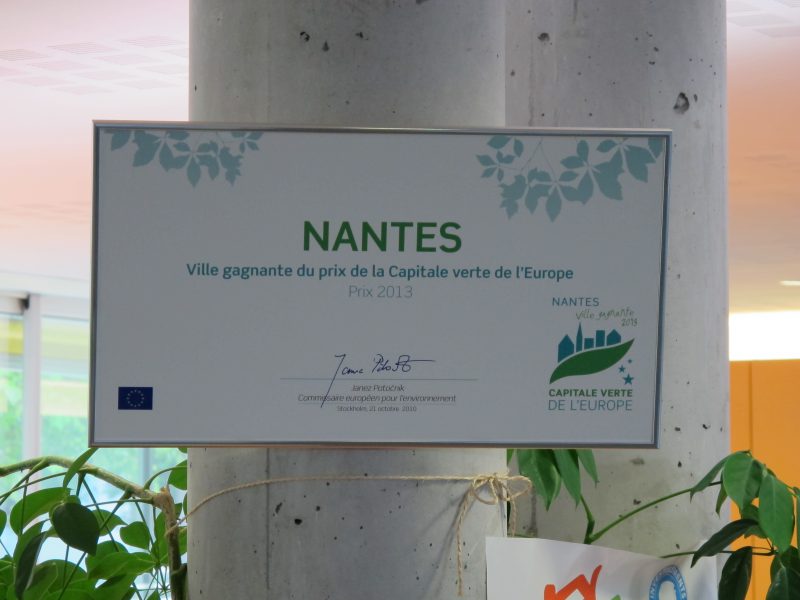 NANTES
Ville gagnante du prix de la Capitale verte de l'Europe
Prix 2013
NANTES
Ville gagnante
2013
CAPITALE VERTE
DE L'EUROPE
Janez Potočnik
Commissaire européen pour l'environnement
Stockholm, 21 octobre 2010